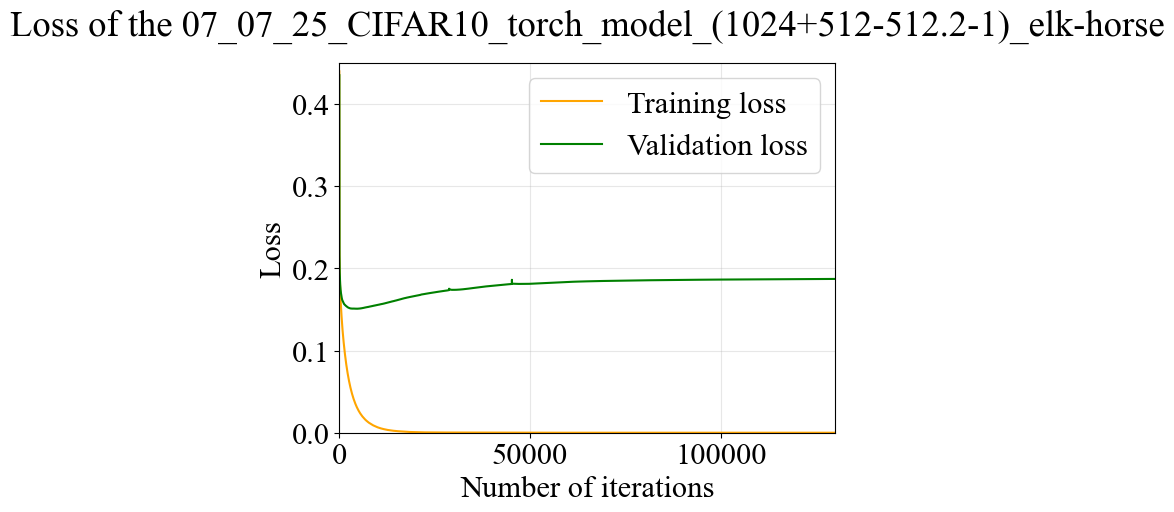 Loss of the 07_07_25_CIFAR10_torch_model_(1024+512-512.2-1)_elk-horse
Training loss
Validation loss
0.4
0.3
0.2
0.1
0.0
Loss
0
50000
100000
Number of iterations